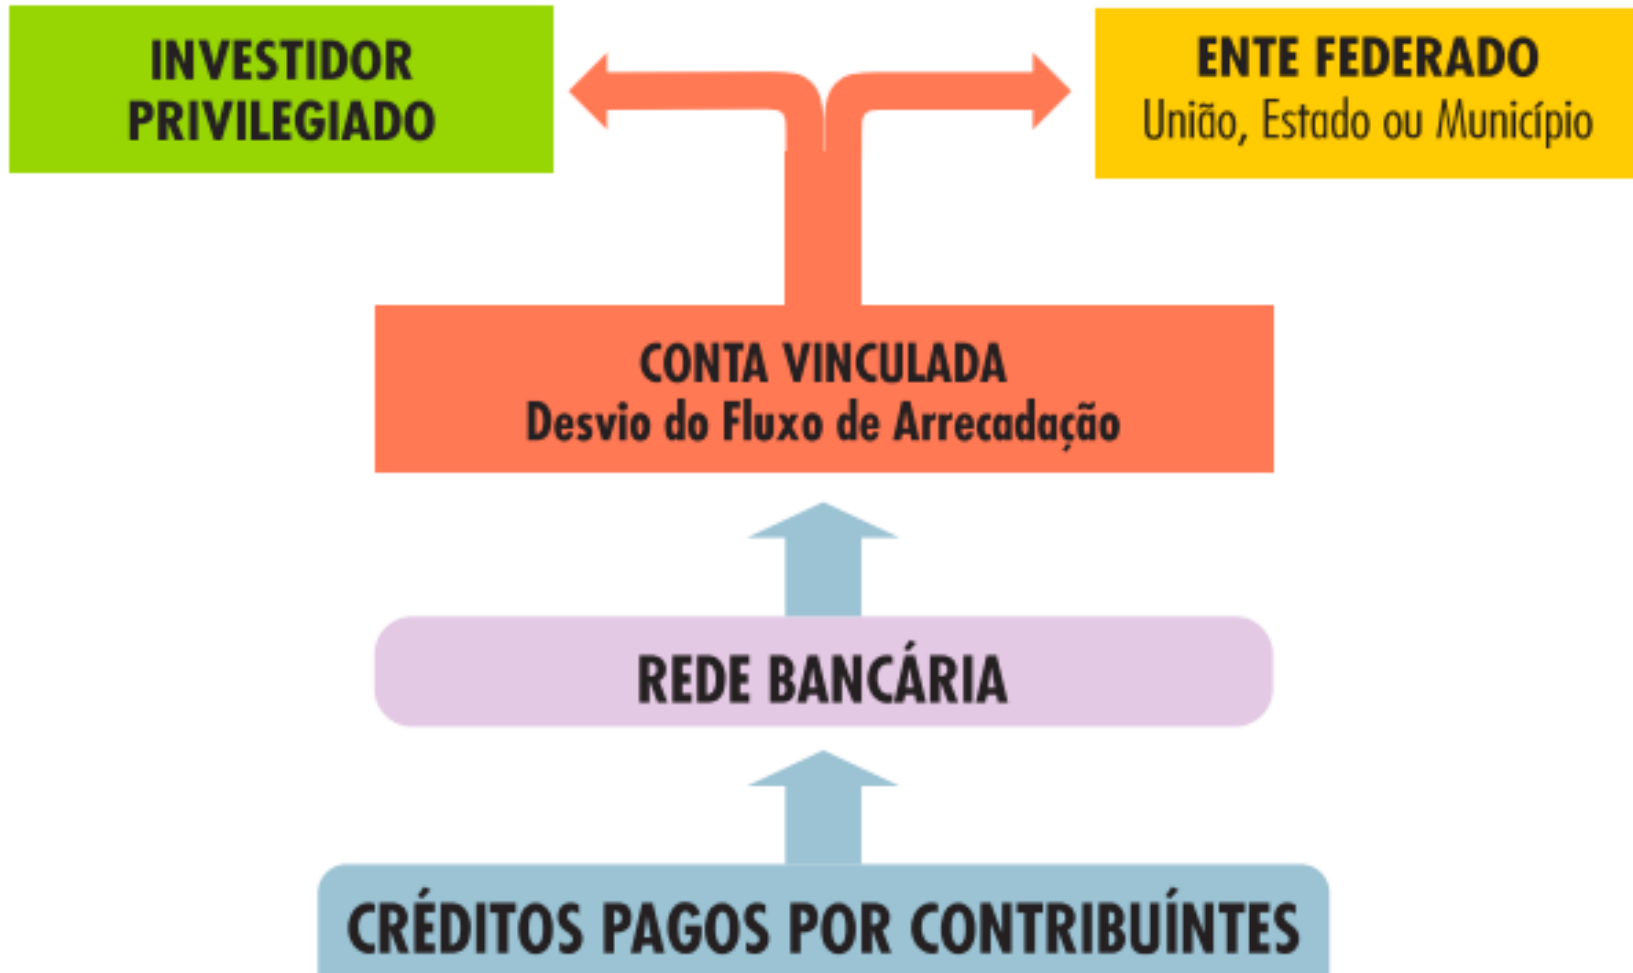 INVESTIDOR
PRIVILEGIADO
ENTE FEDERADO
União, Estado ou Município
CONTA VINCULADA
Desvio do Fluxo de Arrecadação
REDE BANCÁRIA
CRÉDITOS PAGOS POR CONTRIBUÍNTES